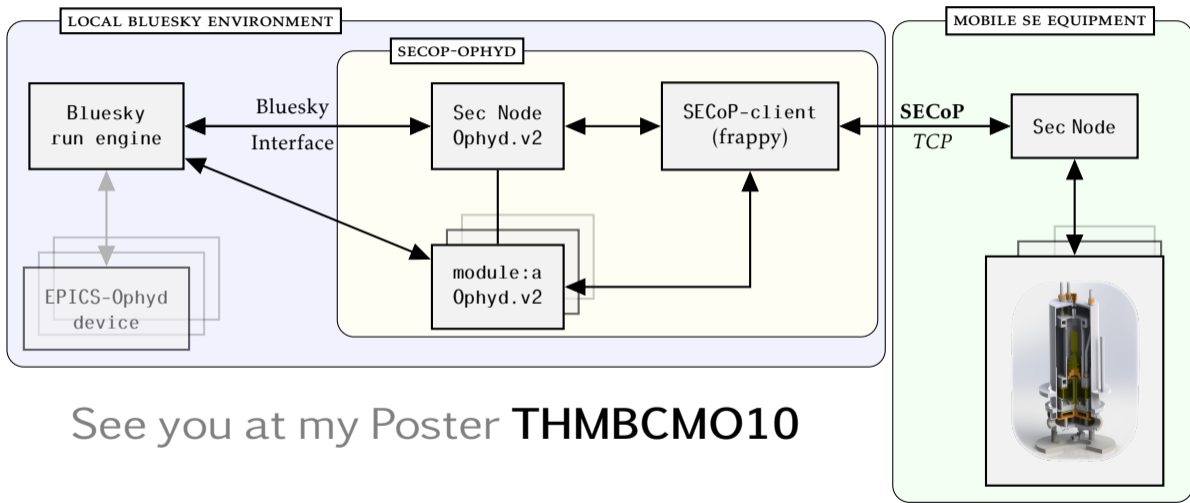 LOCAL BLUESKY ENVIRONMENT
MOBILE SE EQUIPMENT
SECOP-OPHYD
Bluesky
run engine
Bluesky
Interface
Sec Node
Ophyd.v2
SECoP-client
(frappy)
SECoP
TCP
Sec Node
EPICS-Ophyd
device
module:a
Ophyd.v2
See you at my Poster THMBCMO10